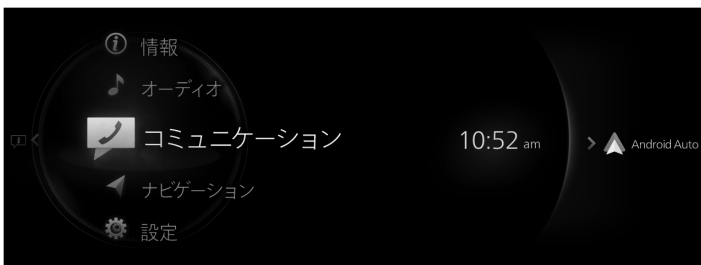 情報
オーディオ
コミュニケーション
10:52 am
Android Auto
ナビゲーション
設定